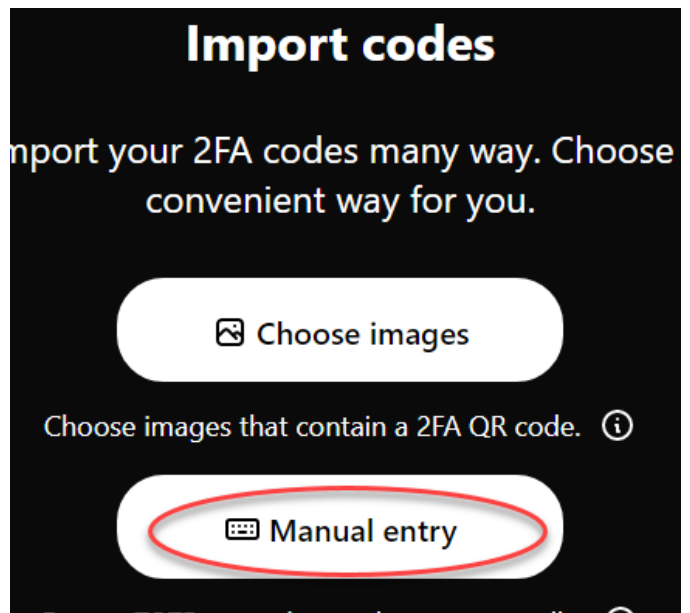 Import codes
mport your 2FA codes many way. Choose
convenient way for you.
Choose images
Choose images that contain a 2FA QR code.
Manual entry